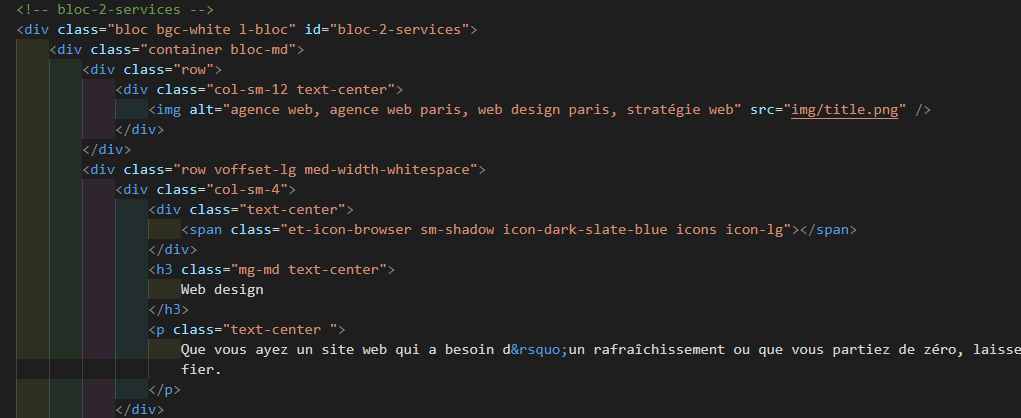 <!-- bloc-2-services -->
<div class="bloc bgc-white l-bloc" id="bloc-2-services">
<div class="container bloc-md">
<div class="row">
<div class="col-sm-12 text-center">
<img alt="agence web, agence web paris, web design paris, stratégie web" src="img/title.png" />
</div>
</div>
<div class="row voffset-lg med-width-whitespace">
<div class="col-sm-4">
<div class="text-center">
<span class="et-icon-browser sm-shadow icon-dark-slate-blue icons icon-lg"></span>
</div>
<h3 class="mg-md text-center">
Web design
</h3>
<p class="text-center ">
Que vous ayez un site web qui a besoin d&rsquo;un rafraîchissement ou que vous partiez de zéro, laisse
fier.
</p>
</div>